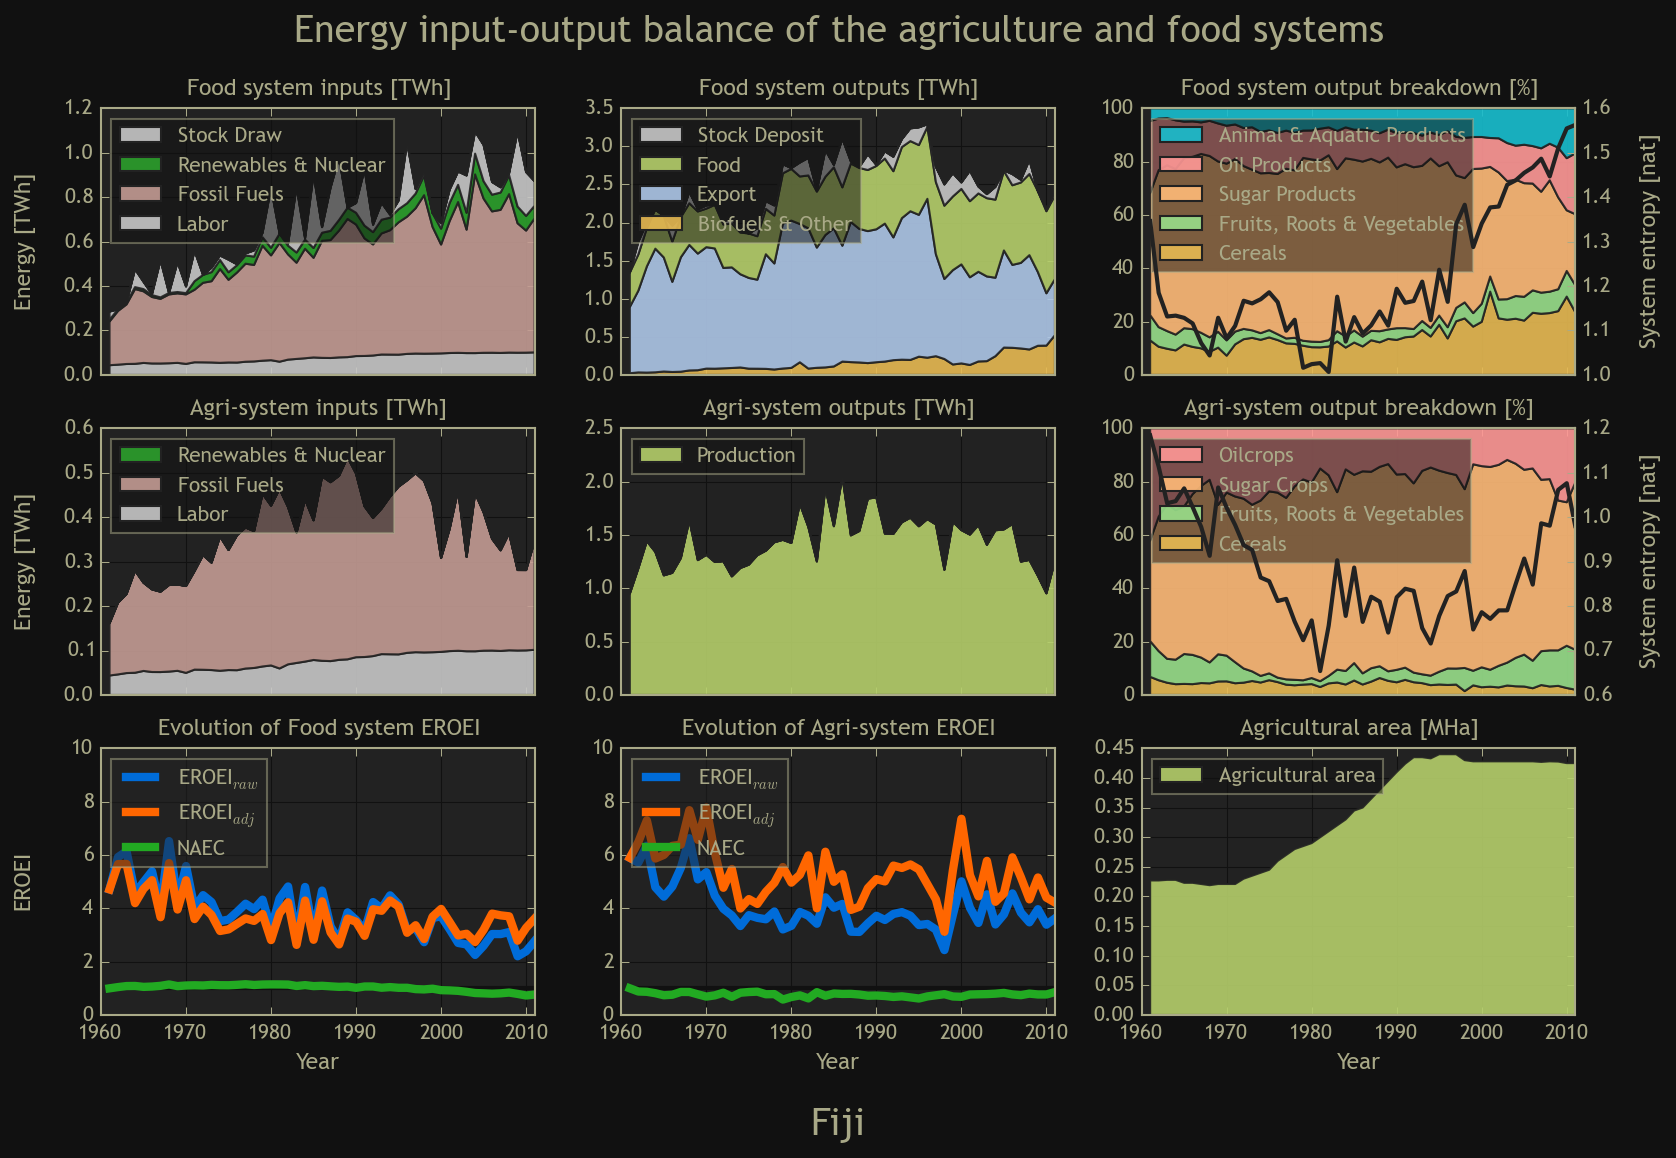 Energy input-output balance of the agriculture and food systems
Food system inputs [TWh]
Energy [TWh]
1.2
1.0
0.8
0.6
0.4
0.2
0.0
Stock Draw
Renewables & Nuclear
Fossil Fuels
Labor
Food system outputs [TWh]
3.5
3.0
2.5
2.0
1.5
1.0
0.5
0.0
Stock Deposit
Food
Export
Biofuels & Other
Food system output breakdown [%]
100
80
60
40
20
0
Animal & Aquatic Products
Oil Products
Sugar Products
Fruits, Roots & Vegetables
Cereals
1.6
1.5
1.4
1.3
1.2
1.1
1.0
System entropy [nat]
Agri-system inputs [TWh]
Energy [TWh]
0.6
0.5
0.4
0.3
0.2
0.1
0.0
Renewables & Nuclear
Fossil Fuels
Labor
Agri-system outputs [TWh]
2.5
2.0
1.5
1.0
0.5
0.0
Production
Agri-system output breakdown [%]
100
80
60
40
20
0
Oilcrops
Sugar Crops
Fruits, Roots & Vegetables
Cereals
1.2
1.1
1.0
0.9
0.8
0.7
0.6
System entropy [nat]
Evolution of Food system EROEI
EROEI
10
8
6
4
2
0
EROEI raw
EROEI adj
NAEC
1960 1970 1980 1990 2000 2010
Year
Evolution of Agri-system EROEI
10
8
6
4
2
0
EROEI raw
EROEI adj
NAEC
1960 1970 1980 1990 2000 2010
Year
Agricultural area [MHa]
0.45
0.40
0.35
0.30
0.25
0.20
0.15
0.10
0.05
0.00
Agricultural area
1960 1970 1980 1990 2000 2010
Year
Fiji